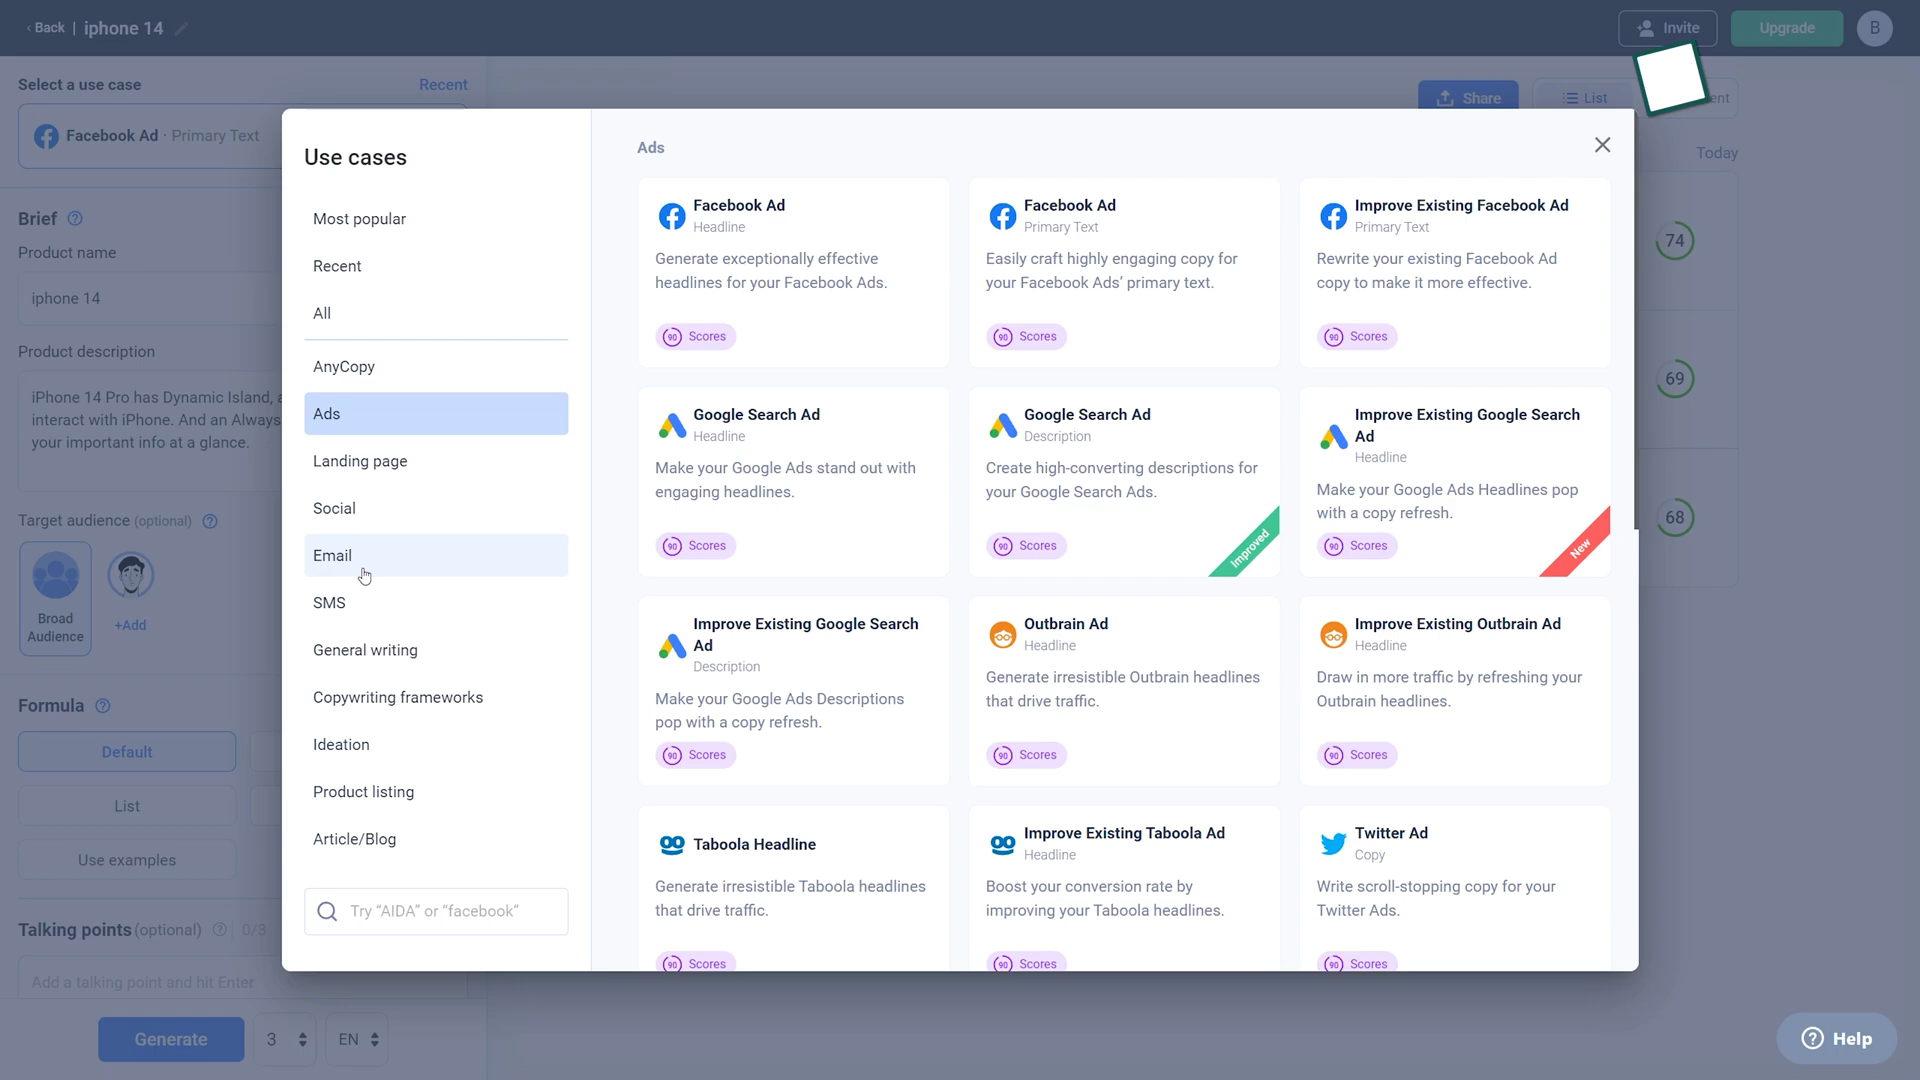 Back | iphone 14
Invite
Upgrade
B
Select a use case
Recent
Share
List
Facebook Ad · Primary Text
Today
Brief
Product name
iphone 14
Product description
iPhone 14 Pro has Dynamic Island, a
interact with iPhone. And an Always
your important info at a glance.
Target audience (optional)
Broad
Audience
+Add
Formula
Default
List
Use examples
Talking points (optional) 0/3
Add a talking point and hit Enter
Generate
3
EN
74
69
68
Use cases
Most popular
Recent
All
AnyCopy
Ads
Landing page
Social
Email
SMS
General writing
Copywriting frameworks
Ideation
Product listing
Article/Blog
Try “AIDA” or “facebook”
Ads
Facebook Ad
Headline
Generate exceptionally effective
headlines for your Facebook Ads.
90 Scores
Facebook Ad
Primary Text
Easily craft highly engaging copy for
your Facebook Ads’ primary text.
90 Scores
Improve Existing Facebook Ad
Primary Text
Rewrite your existing Facebook Ad
copy to make it more effective.
90 Scores
Google Search Ad
Headline
Make your Google Ads stand out with
engaging headlines.
90 Scores
Google Search Ad
Description
Create high-converting descriptions for
your Google Search Ads.
90 Scores
Improved
Improve Existing Google Search
Ad
Headline
Make your Google Ads Headlines pop
with a copy refresh.
90 Scores
New
Improve Existing Google Search
Ad
Description
Make your Google Ads Descriptions
pop with a copy refresh.
90 Scores
Outbrain Ad
Headline
Generate irresistible Outbrain headlines
that drive traffic.
90 Scores
Improve Existing Outbrain Ad
Headline
Draw in more traffic by refreshing your
Outbrain headlines.
90 Scores
Taboola Headline
Generate irresistible Taboola headlines
that drive traffic.
90 Scores
Improve Existing Taboola Ad
Headline
Boost your conversion rate by
improving your Taboola headlines.
90 Scores
Twitter Ad
Copy
Write scroll-stopping copy for your
Twitter Ads.
90 Scores
Help